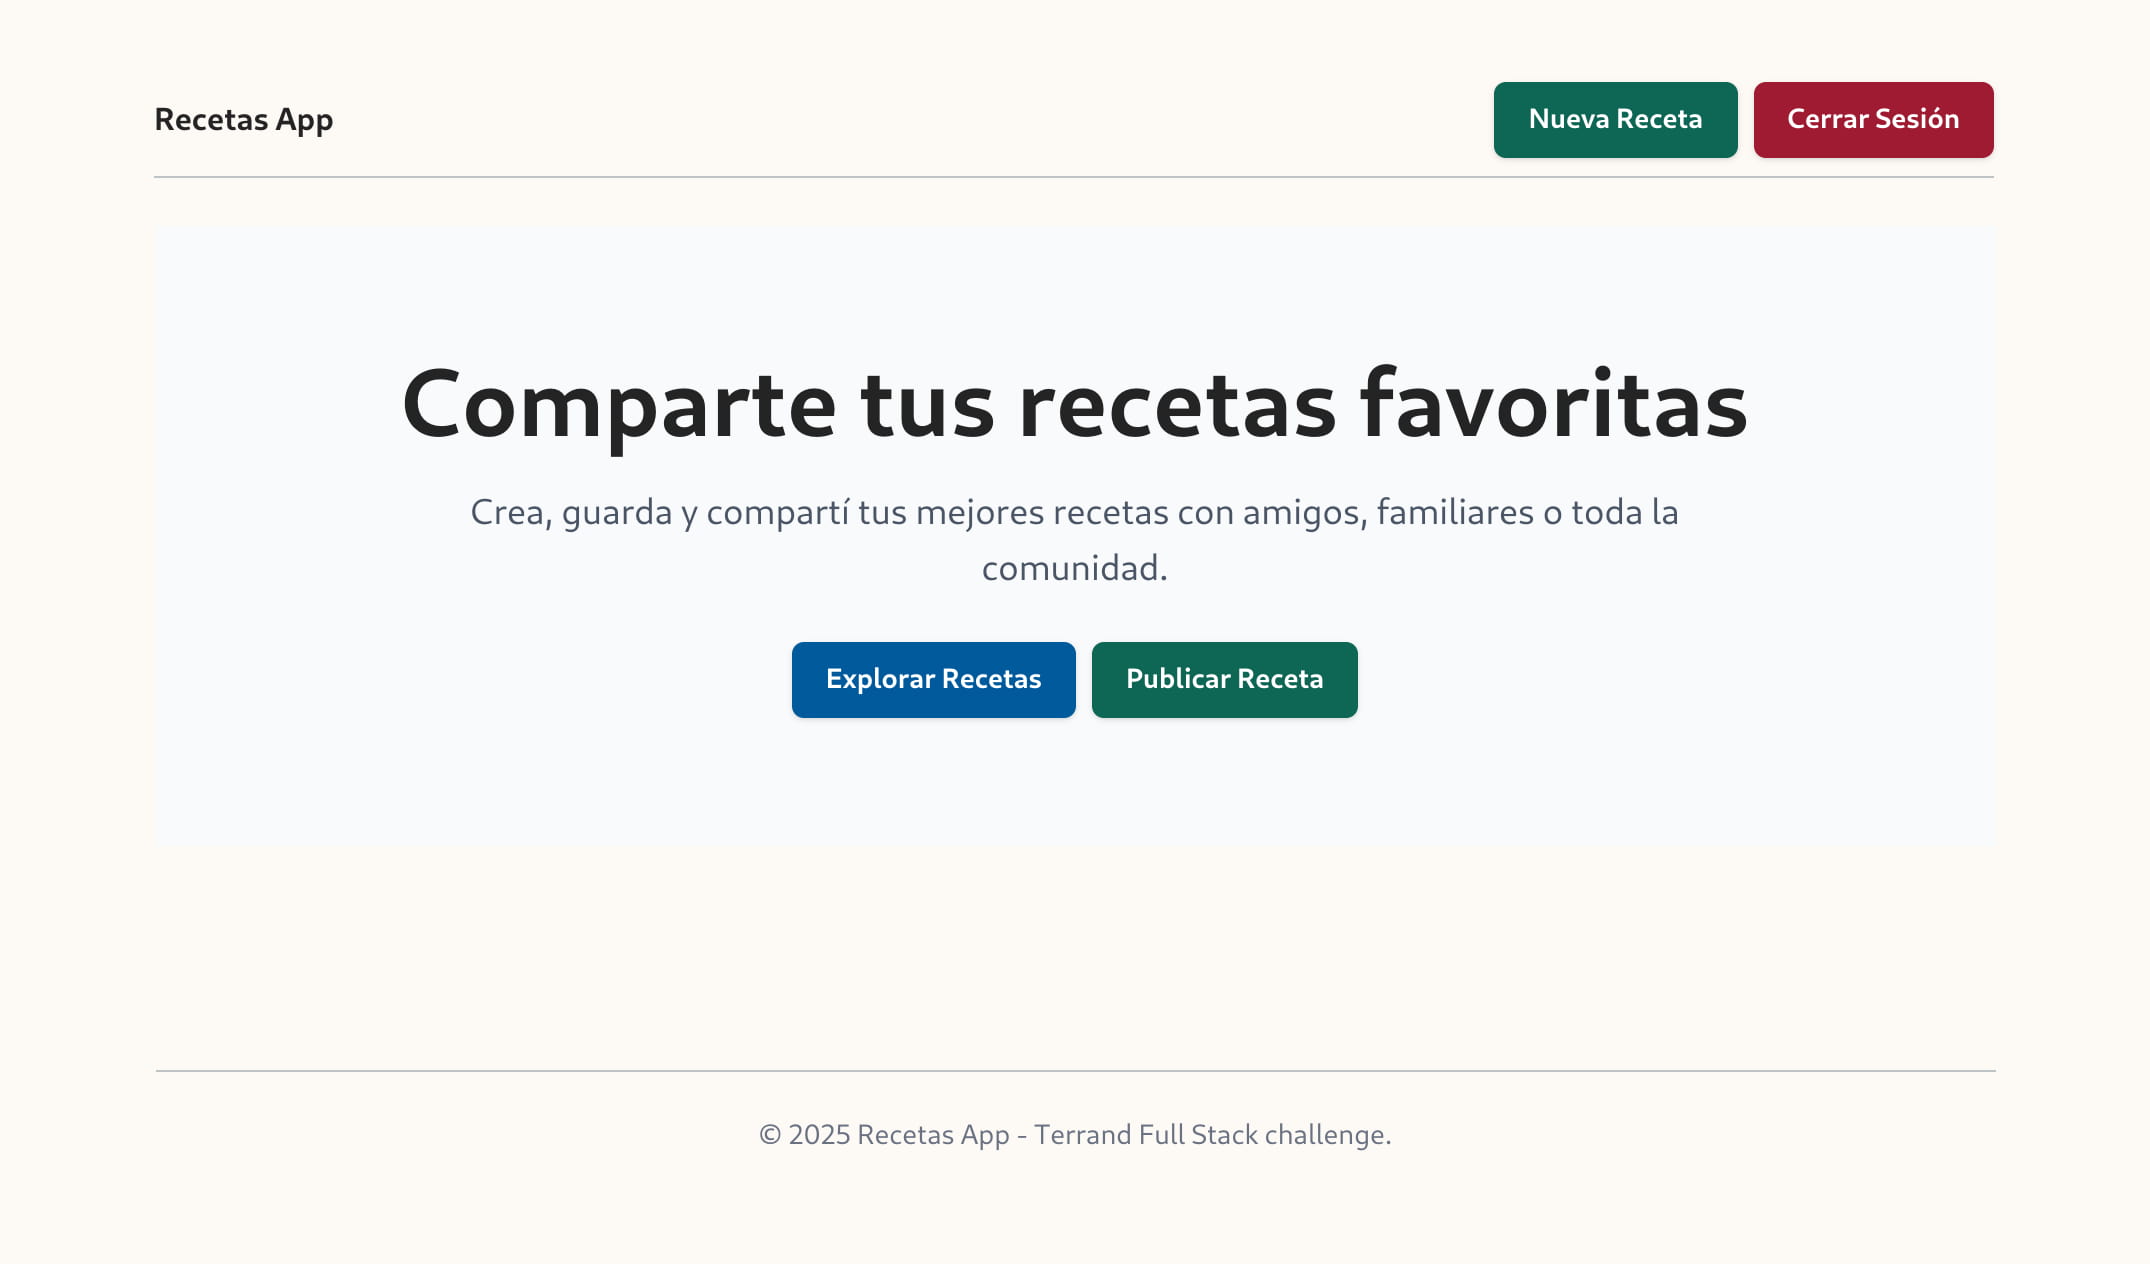 Recetas App
Nueva Receta
Cerrar Sesión
Comparte tus recetas favoritas
Crea, guarda y compartí tus mejores recetas con amigos, familiares o toda la
comunidad.
Explorar Recetas
Publicar Receta
© 2025 Recetas App - Terrand Full Stack challenge.